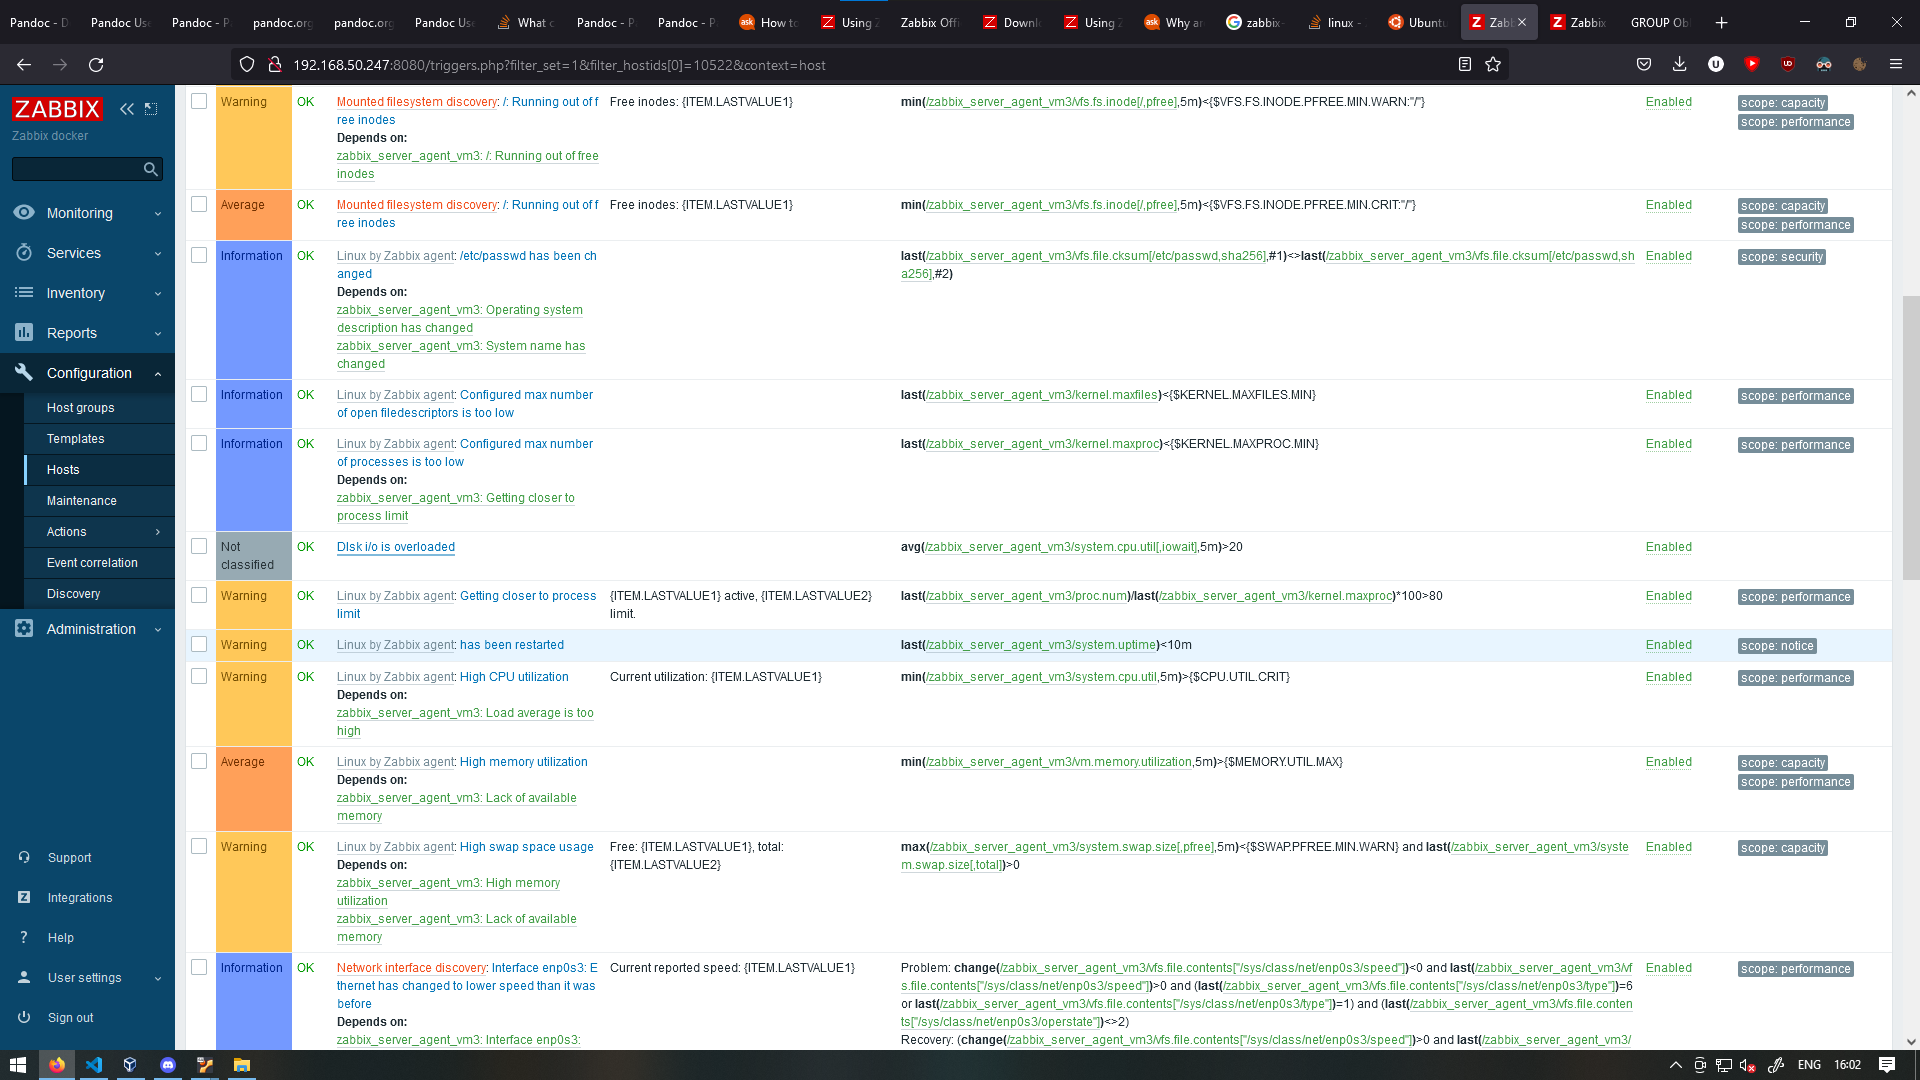 Pandoc - D
Pandoc Use
Pandoc - P
pandoc.org
pandoc.org
Pandoc Use
What c
Pandoc - P
Pandoc - P
How to
Using Z
Zabbix Offi
Downl
Using Z
Why ar
zabbix-
linux -
Ubuntu
Zabb
Zabbix
GROUP Ob
192.168.50.247:8080/triggers.php?filter_set=1&filter_hostids[0]=10522&context=host
ZABBIX
Zabbix docker
Monitoring
Services
Inventory
Reports
Configuration
Host groups
Templates
Hosts
Maintenance
Actions
Event correlation
Discovery
Administration
Support
Integrations
Help
User settings
Sign out
Warning OK Mounted filesystem discovery: /: Running out of f Free inodes: {ITEM.LASTVALUE1} min(/zabbix_server_agent_vm3/vfs.fs.inode[/,pfree],5m)<{$VFS.FS.INODE.PFREE.MIN.WARN:"/"} Enabled scope: capacity
ree inodes scope: performance
Depends on:
zabbix_server_agent_vm3: /: Running out of free
inodes
Average OK Mounted filesystem discovery: /: Running out of f Free inodes: {ITEM.LASTVALUE1} min(/zabbix_server_agent_vm3/vfs.fs.inode[/,pfree],5m)<{$VFS.FS.INODE.PFREE.MIN.CRIT:"/"} Enabled scope: capacity
ree inodes scope: performance
Information OK Linux by Zabbix agent: /etc/passwd has been ch last(/zabbix_server_agent_vm3/vfs.file.cksum[/etc/passwd,sha256],#1)<>last(/zabbix_server_agent_vm3/vfs.file.cksum[/etc/passwd,sh Enabled scope: security
anged a256],#2)
Depends on:
zabbix_server_agent_vm3: Operating system
description has changed
zabbix_server_agent_vm3: System name has
changed
Information OK Linux by Zabbix agent: Configured max number last(/zabbix_server_agent_vm3/kernel.maxfiles)<{$KERNEL.MAXFILES.MIN} Enabled scope: performance
of open filedescriptors is too low
Information OK Linux by Zabbix agent: Configured max number last(/zabbix_server_agent_vm3/kernel.maxproc)<{$KERNEL.MAXPROC.MIN} Enabled scope: performance
of processes is too low
Depends on:
zabbix_server_agent_vm3: Getting closer to
process limit
Not OK DIsk i/o is overloaded avg(/zabbix_server_agent_vm3/system.cpu.util[,iowait],5m)>20 Enabled
classified
Warning OK Linux by Zabbix agent: Getting closer to process {ITEM.LASTVALUE1} active, {ITEM.LASTVALUE2} last(/zabbix_server_agent_vm3/proc.num)/last(/zabbix_server_agent_vm3/kernel.maxproc)*100>80 Enabled scope: performance
limit limit.
Warning OK Linux by Zabbix agent: has been restarted last(/zabbix_server_agent_vm3/system.uptime)<10m Enabled scope: notice
Warning OK Linux by Zabbix agent: High CPU utilization Current utilization: {ITEM.LASTVALUE1} min(/zabbix_server_agent_vm3/system.cpu.util,5m)>{$CPU.UTIL.CRIT} Enabled scope: performance
Depends on:
zabbix_server_agent_vm3: Load average is too
high
Average OK Linux by Zabbix agent: High memory utilization min(/zabbix_server_agent_vm3/vm.memory.utilization,5m)>{$MEMORY.UTIL.MAX} Enabled scope: capacity
Depends on: scope: performance
zabbix_server_agent_vm3: Lack of available
memory
Warning OK Linux by Zabbix agent: High swap space usage Free: {ITEM.LASTVALUE1}, total: max(/zabbix_server_agent_vm3/system.swap.size[,pfree],5m)<{$SWAP.PFREE.MIN.WARN} and last(/zabbix_server_agent_vm3/syste Enabled scope: capacity
Depends on: {ITEM.LASTVALUE2} m.swap.size[,total])>0
zabbix_server_agent_vm3: High memory
utilization
zabbix_server_agent_vm3: Lack of available
memory
Information OK Network interface discovery: Interface enp0s3: E Current reported speed: {ITEM.LASTVALUE1} Problem: change(/zabbix_server_agent_vm3/vfs.file.contents["/sys/class/net/enp0s3/speed"])<0 and last(/zabbix_server_agent_vm3/vf Enabled scope: performance
thernet has changed to lower speed than it was s.file.contents["/sys/class/net/enp0s3/speed"])>0 and (last(/zabbix_server_agent_vm3/vfs.file.contents["/sys/class/net/enp0s3/type"])=6
before or last(/zabbix_server_agent_vm3/vfs.file.contents["/sys/class/net/enp0s3/type"])=1) and (last(/zabbix_server_agent_vm3/vfs.file.conten
Depends on: ts["/sys/class/net/enp0s3/operstate"])<>2)
zabbix_server_agent_vm3: Interface enp0s3: Recovery: (change(/zabbix_server_agent_vm3/vfs.file.contents["/sys/class/net/enp0s3/speed"])>0 and last(/zabbix_server_agent_vm3/
ENG 16:02